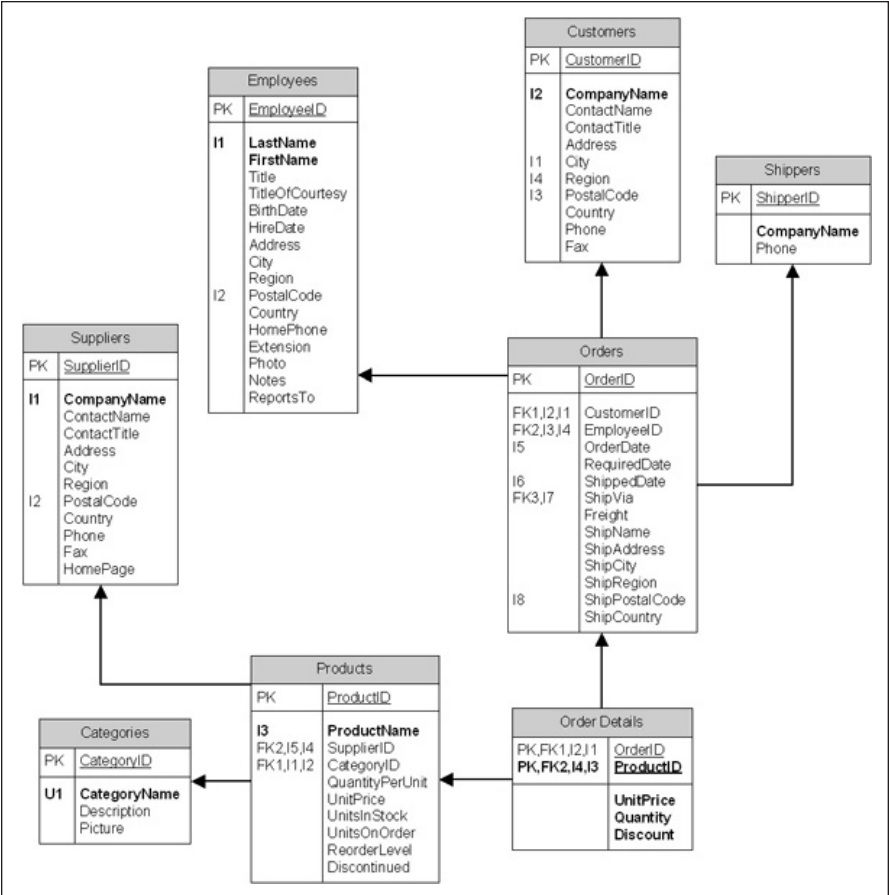 Customers
PK CustomerID
I2 CompanyName
ContactName
ContactTitle
Address
I1 City
I4 Region
I3 PostalCode
Country
Phone
Fax
Employees
PK EmployeeID
I1 LastName
FirstName
Title
TitleOfCourtesy
BirthDate
HireDate
Address
City
Region
I2 PostalCode
Country
HomePhone
Extension
Photo
Notes
ReportsTo
Shippers
PK ShipperID
CompanyName
Phone
Suppliers
PK SupplierID
I1 CompanyName
ContactName
ContactTitle
Address
City
Region
I2 PostalCode
Country
Phone
Fax
HomePage
Orders
PK OrderID
FK1,I2,I1 CustomerID
FK2,I3,I4 EmployeeID
I5 OrderDate
RequiredDate
I6 ShippedDate
FK3,I7 ShipVia
Freight
ShipName
ShipAddress
ShipCity
ShipRegion
I8 ShipPostalCode
ShipCountry
Products
PK ProductID
I3 ProductName
FK2,I5,I4 SupplierID
FK1,I1,I2 CategoryID
QuantityPerUnit
UnitPrice
UnitsInStock
UnitsOnOrder
ReorderLevel
Discontinued
Categories
PK CategoryID
U1 CategoryName
Description
Picture
Order Details
PK,FK1,I2,I1 OrderID
PK,FK2,I4,I3 ProductID
UnitPrice
Quantity
Discount